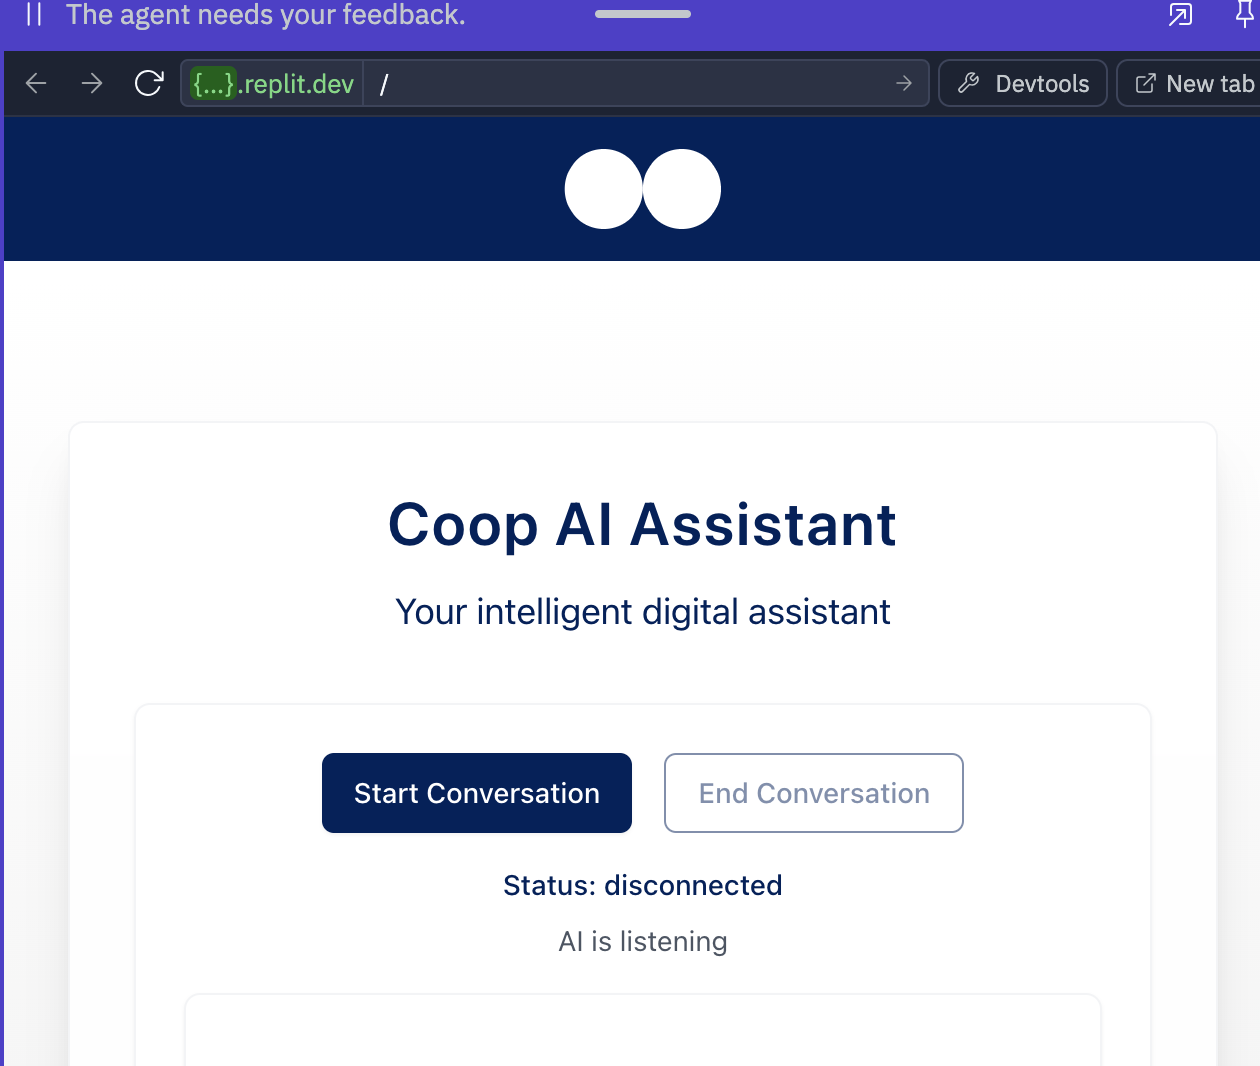 The agent needs your feedback.
{...}.replit.dev / Devtools New tab
Coop AI Assistant
Your intelligent digital assistant
Start Conversation End Conversation
Status: disconnected
AI is listening